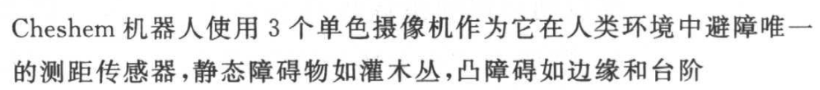 Cheshem 机器人使用 3 个单色摄像机作为它在人类环境中避障唯一
的测距传感器,静态障碍物如灌木丛,凸障碍如边缘和台阶